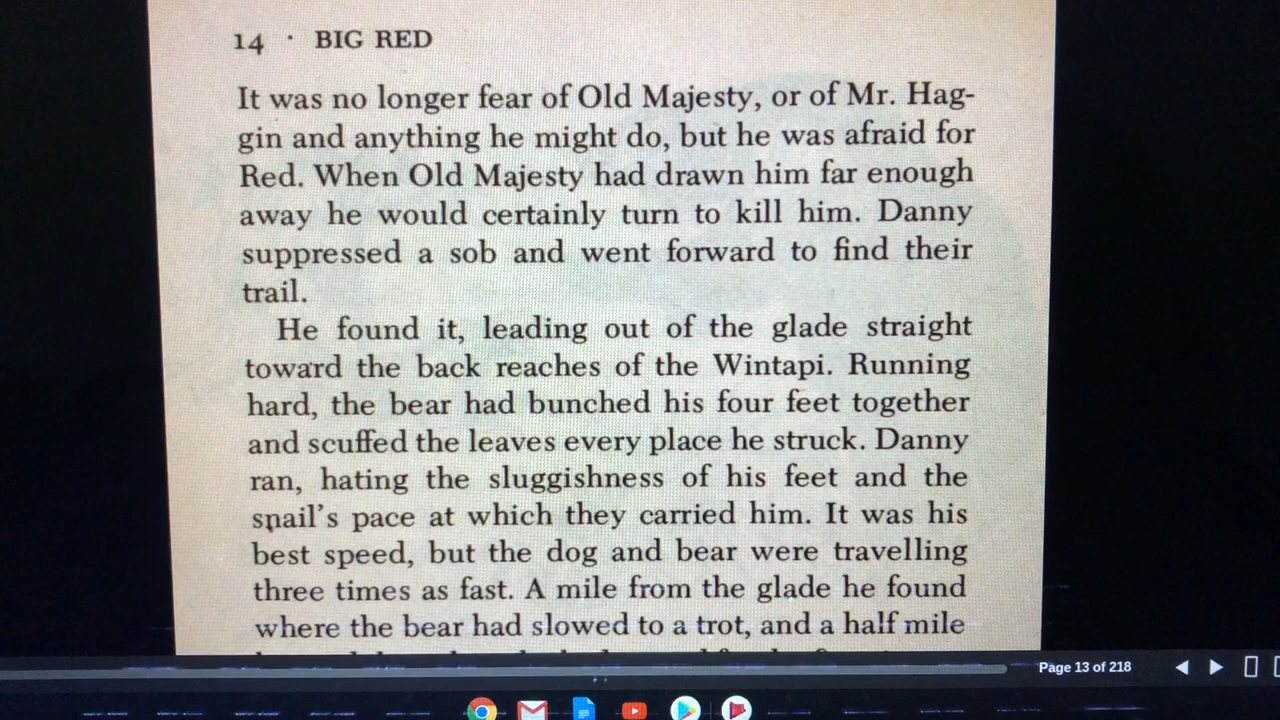 14 · BIG RED
It was no longer fear of Old Majesty, or of Mr. Hag-
gin and anything he might do, but he was afraid for
Red. When Old Majesty had drawn him far enough
away he would certainly turn to kill him. Danny
suppressed a sob and went forward to find their
trail.
He found it, leading out of the glade straight
toward the back reaches of the Wintapi. Running
hard, the bear had bunched his four feet together
and scuffed the leaves every place he struck. Danny
ran, hating the sluggishness of his feet and the
snail's pace at which they carried him. It was his
best speed, but the dog and bear were travelling
three times as fast. A mile from the glade he found
where the bear had slowed to a trot, and a half mile
Page 13 of 218